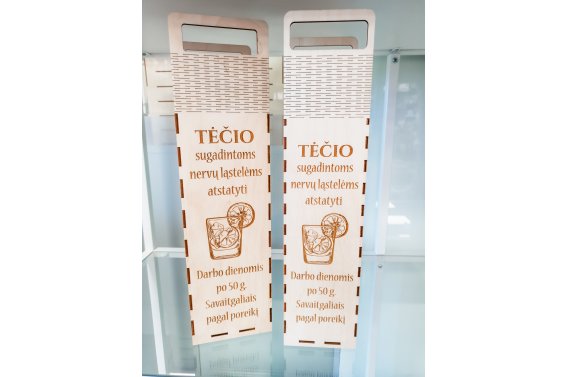 TĖČIO
sugadintoms
nervų ląstelėms
atstatyti
Darbo dienomis
po 50 g.
Savaitgaliais
pagal poreikį
TĖČIO
sugadintoms
nervų ląstelėms
atstatyti
Darbo dienomis
po 50 g.
Savaitgaliais
pagal poreikį